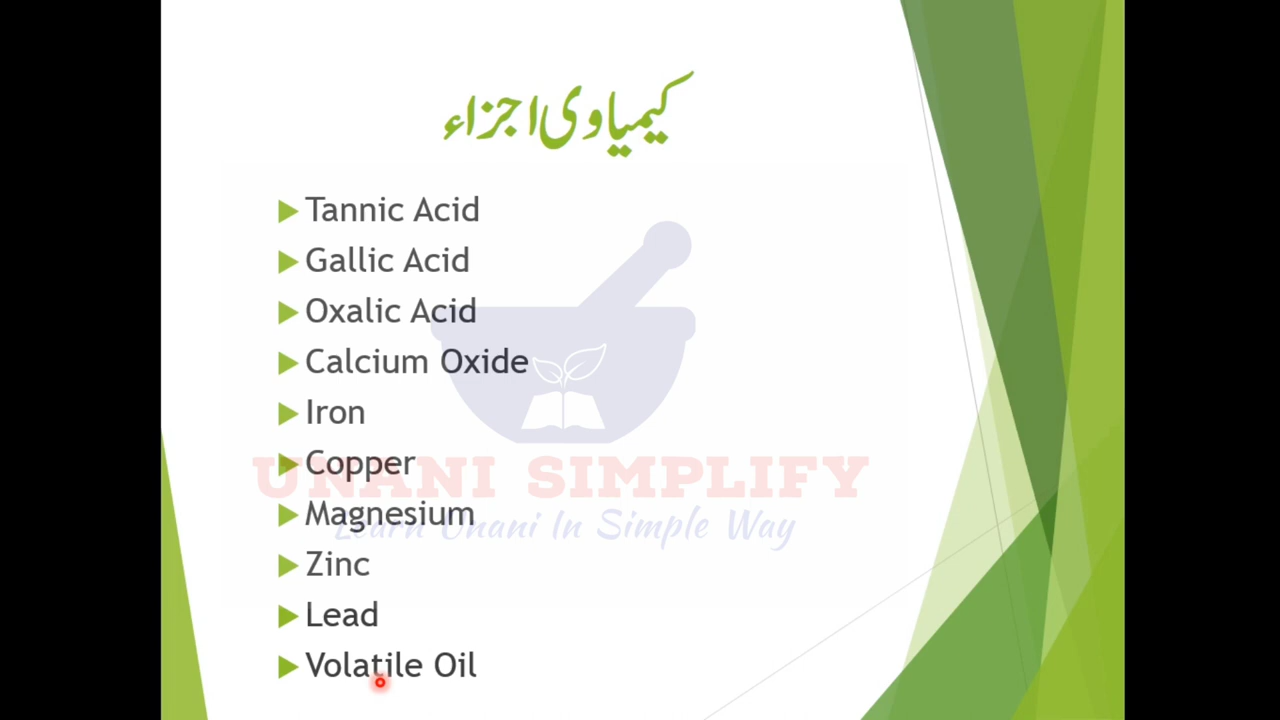 کیمیاوی اجزاء
Tannic Acid
Gallic Acid
Oxalic Acid
Calcium Oxide
Iron
Copper
UNANI SIMPLIFY
Magnesium
Learn Unani In Simple Way
Zinc
Lead
Volatile Oil